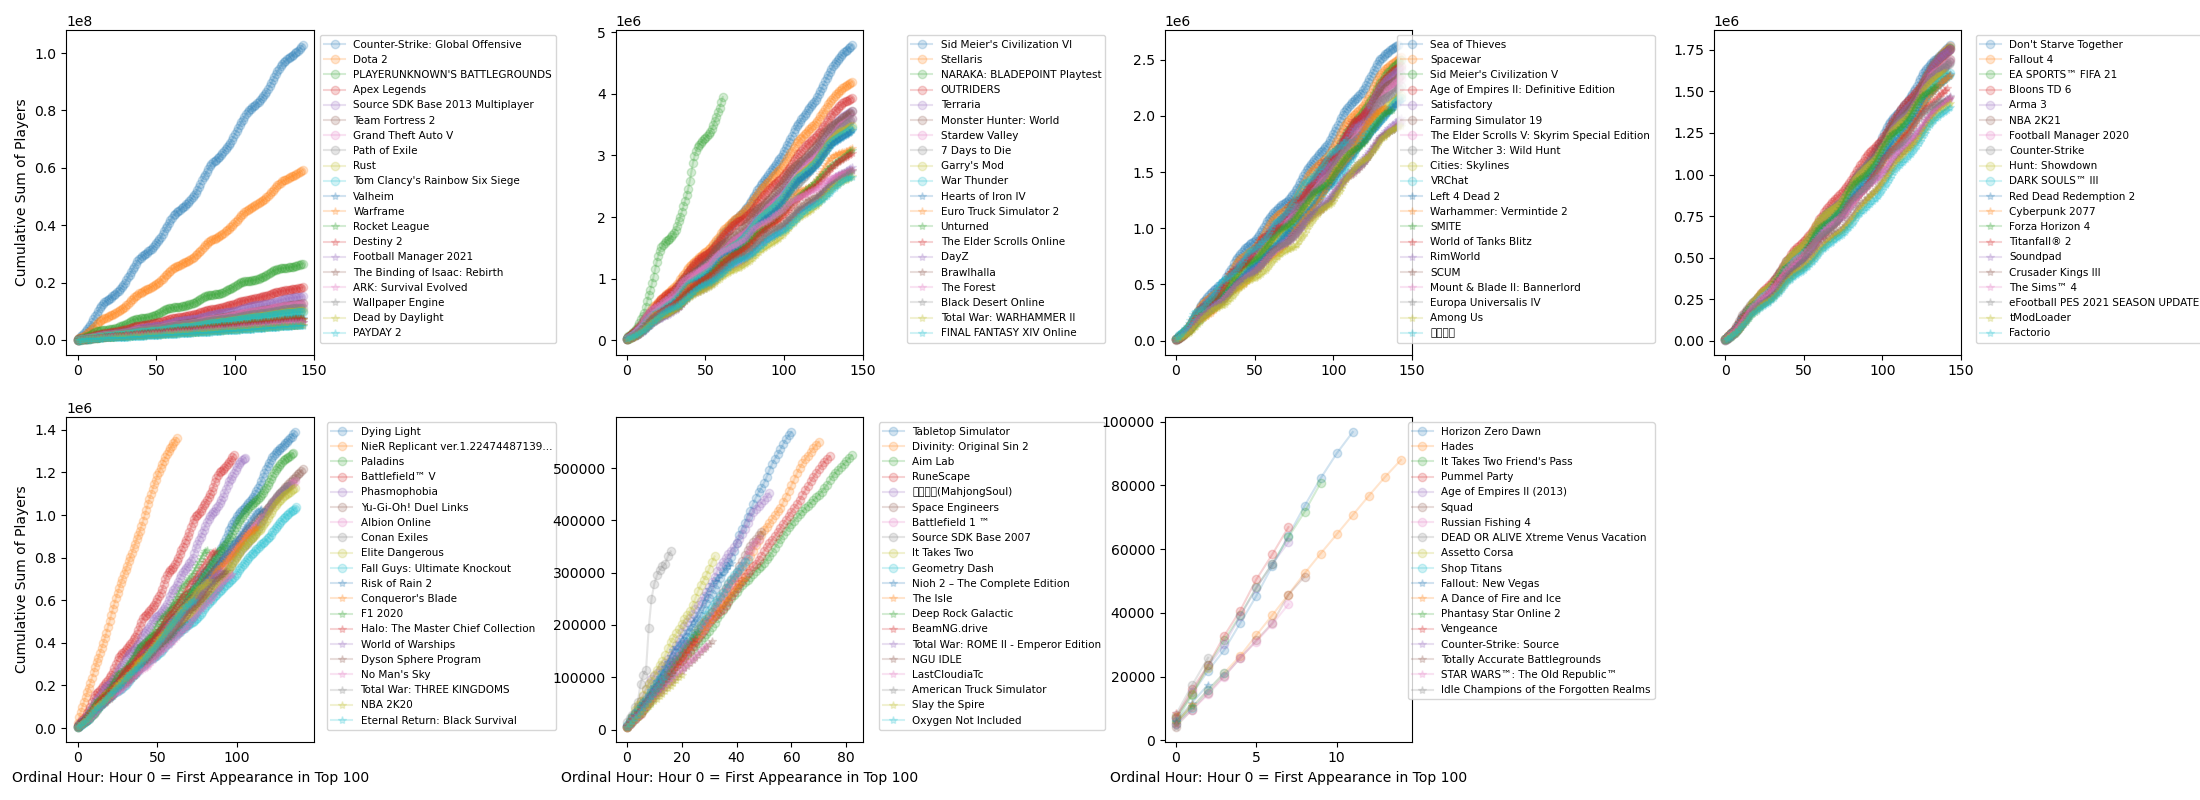 1e8
Cumulative Sum of Players
1.0
0.8
0.6
0.4
0.2
0.0
0
50
100
150
Counter-Strike: Global Offensive
Dota 2
PLAYERUNKNOWN'S BATTLEGROUNDS
Apex Legends
Source SDK Base 2013 Multiplayer
Team Fortress 2
Grand Theft Auto V
Path of Exile
Rust
Tom Clancy's Rainbow Six Siege
Valheim
Warframe
Rocket League
Destiny 2
Football Manager 2021
The Binding of Isaac: Rebirth
ARK: Survival Evolved
Wallpaper Engine
Dead by Daylight
PAYDAY 2
1e6
5
4
3
2
1
0
0
50
100
150
Sid Meier's Civilization VI
Stellaris
NARAKA: BLADEPOINT Playtest
OUTRIDERS
Terraria
Monster Hunter: World
Stardew Valley
7 Days to Die
Garry's Mod
War Thunder
Hearts of Iron IV
Euro Truck Simulator 2
Unturned
The Elder Scrolls Online
DayZ
Brawlhalla
The Forest
Black Desert Online
Total War: WARHAMMER II
FINAL FANTASY XIV Online
1e6
2.5
2.0
1.5
1.0
0.5
0.0
0
50
100
150
Sea of Thieves
Spacewar
Sid Meier's Civilization V
Age of Empires II: Definitive Edition
Satisfactory
Farming Simulator 19
The Elder Scrolls V: Skyrim Special Edition
The Witcher 3: Wild Hunt
Cities: Skylines
VRChat
Left 4 Dead 2
Warhammer: Vermintide 2
SMITE
World of Tanks Blitz
RimWorld
SCUM
Mount & Blade II: Bannerlord
Europa Universalis IV
Among Us
1e6
1.75
1.50
1.25
1.00
0.75
0.50
0.25
0.00
0
50
100
150
Don't Starve Together
Fallout 4
EA SPORTS™ FIFA 21
Bloons TD 6
Arma 3
NBA 2K21
Football Manager 2020
Counter-Strike
Hunt: Showdown
DARK SOULS™ III
Red Dead Redemption 2
Cyberpunk 2077
Forza Horizon 4
Titanfall® 2
Soundpad
Crusader Kings III
The Sims™ 4
eFootball PES 2021 SEASON UPDATE
tModLoader
Factorio
1e6
Cumulative Sum of Players
1.4
1.2
1.0
0.8
0.6
0.4
0.2
0.0
0
50
100
Ordinal Hour: Hour 0 = First Appearance in Top 100
Dying Light
NieR Replicant ver.1.22474487139...
Paladins
Battlefield™ V
Phasmophobia
Yu-Gi-Oh! Duel Links
Albion Online
Conan Exiles
Elite Dangerous
Fall Guys: Ultimate Knockout
Risk of Rain 2
Conqueror's Blade
F1 2020
Halo: The Master Chief Collection
World of Warships
Dyson Sphere Program
No Man's Sky
Total War: THREE KINGDOMS
NBA 2K20
Eternal Return: Black Survival
500000
400000
300000
200000
100000
0
0
20
40
60
80
Ordinal Hour: Hour 0 = First Appearance in Top 100
Tabletop Simulator
Divinity: Original Sin 2
Aim Lab
RuneScape
(MahjongSoul)
Space Engineers
Battlefield 1 ™
Source SDK Base 2007
It Takes Two
Geometry Dash
Nioh 2 – The Complete Edition
The Isle
Deep Rock Galactic
BeamNG.drive
Total War: ROME II - Emperor Edition
NGU IDLE
LastCloudiaTc
American Truck Simulator
Slay the Spire
Oxygen Not Included
100000
80000
60000
40000
20000
0
0
5
10
Ordinal Hour: Hour 0 = First Appearance in Top 100
Horizon Zero Dawn
Hades
It Takes Two Friend's Pass
Pummel Party
Age of Empires II (2013)
Squad
Russian Fishing 4
DEAD OR ALIVE Xtreme Venus Vacation
Assetto Corsa
Shop Titans
Fallout: New Vegas
A Dance of Fire and Ice
Phantasy Star Online 2
Vengeance
Counter-Strike: Source
Totally Accurate Battlegrounds
STAR WARS™: The Old Republic™
Idle Champions of the Forgotten Realms